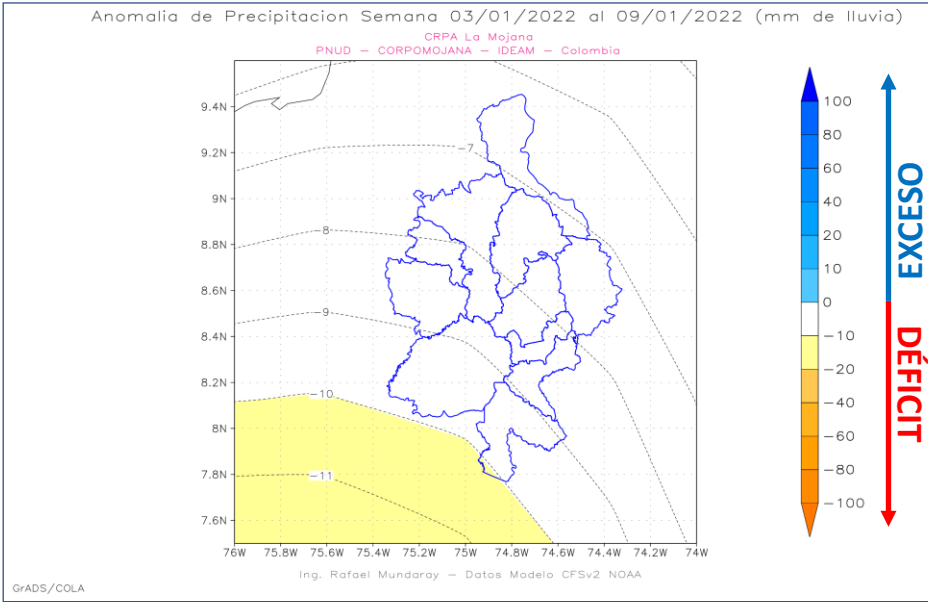 Anomalia de Precipitacion Semana 03/01/2022 al 09/01/2022 (mm de lluvia)
CRPA La Mojana
PNUD – CORPOMOJANA – IDEAM – Colombia
9.4N
9.2N
9N
8.8N
8.6N
8.4N
8.2N
8N
7.8N
7.6N
-7
-8
-9
-10
-11
76W
75.8W
75.6W
75.4W
75.2W
75W
74.8W
74.6W
74.4W
74.2W
74W
100
80
60
40
20
10
0
-10
-20
-40
-60
-80
-100
EXCESO
DÉFICIT
Ing. Rafael Mundaray – Datos Modelo CFSv2 NOAA
GrADS/COLA